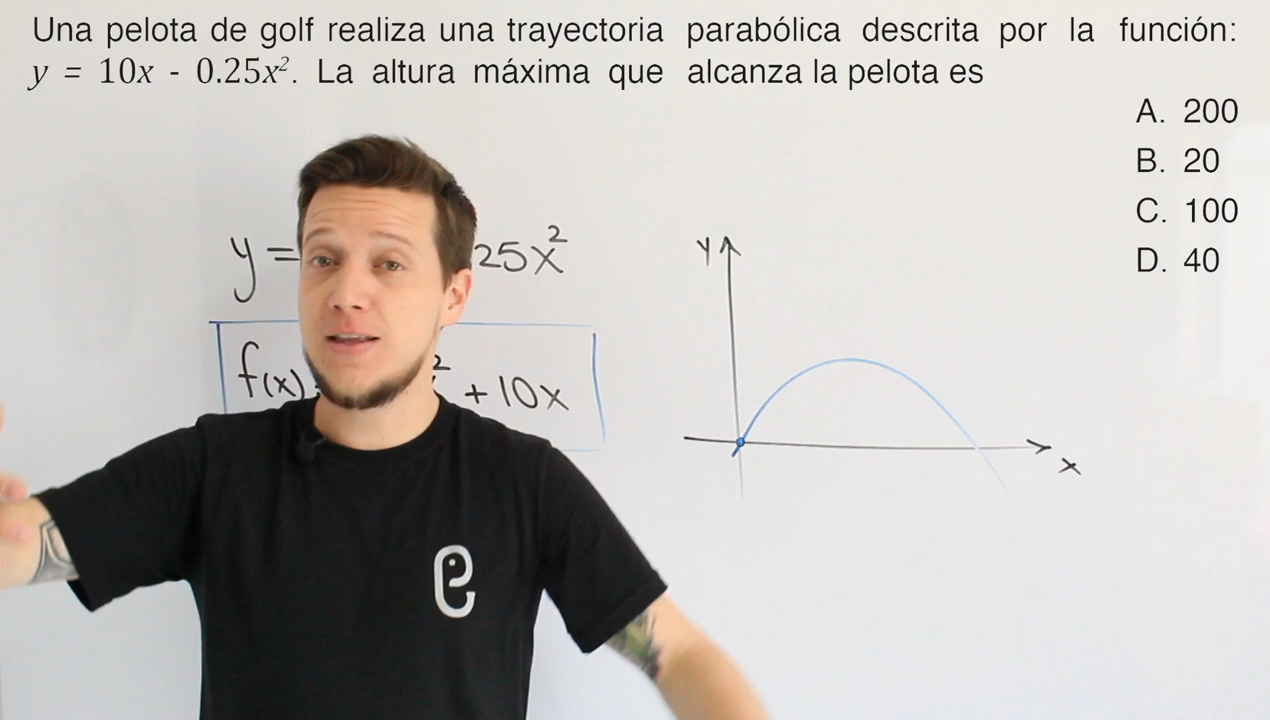 Una pelota de golf realiza una trayectoria parabólica descrita por la función:
y = 10x - 0.25x². La altura máxima que alcanza la pelota es
A. 200
B. 20
C. 100
D. 40
y = 25x²
f(x) ² + 10x
y
x
e